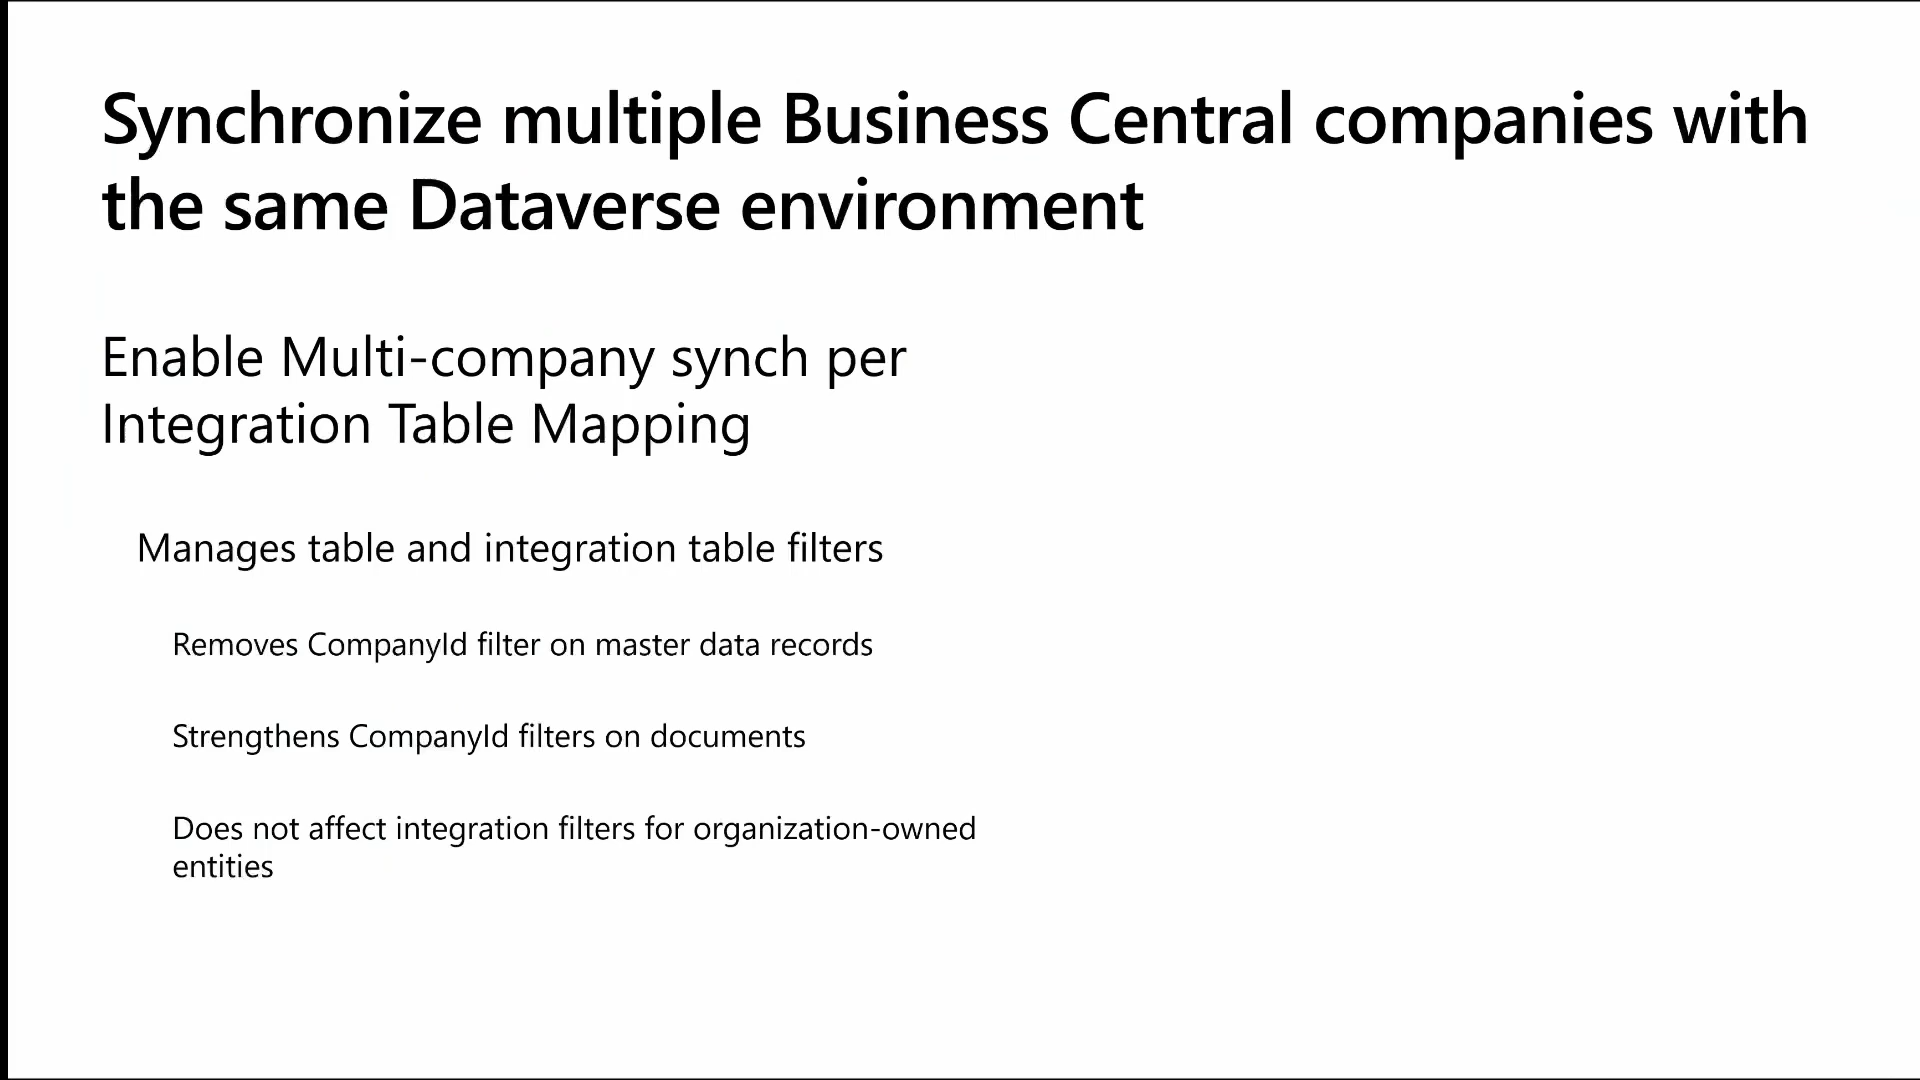 Synchronize multiple Business Central companies with
the same Dataverse environment
Enable Multi-company synch per
Integration Table Mapping
Manages table and integration table filters
Removes CompanyId filter on master data records
Strengthens CompanyId filters on documents
Does not affect integration filters for organization-owned
entities